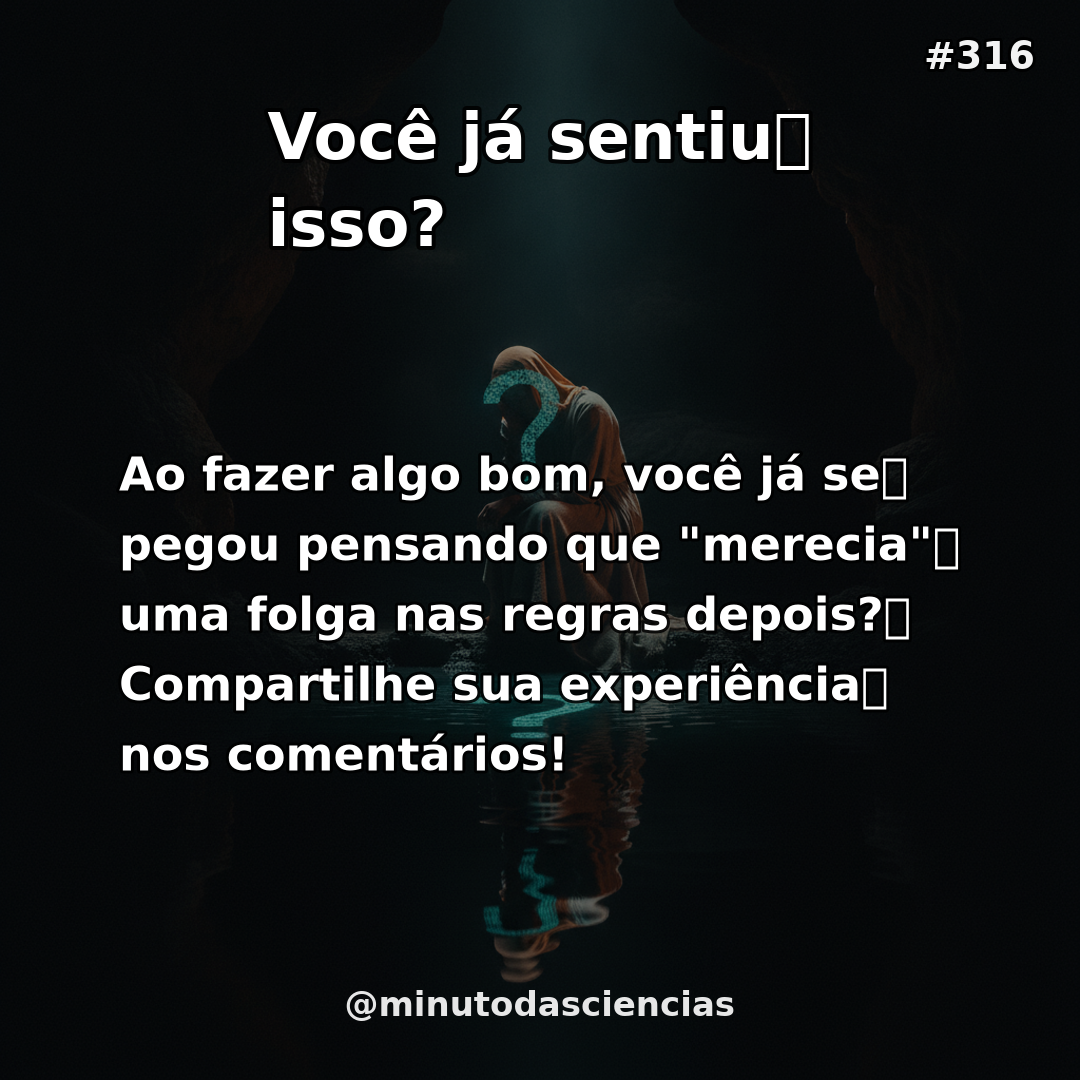 #316
Você já sentiu
isso?
Ao fazer algo bom, você já se
pegou pensando que "merecia"
uma folga nas regras depois?
Compartilhe sua experiência
nos comentários!
@minutodasciencias